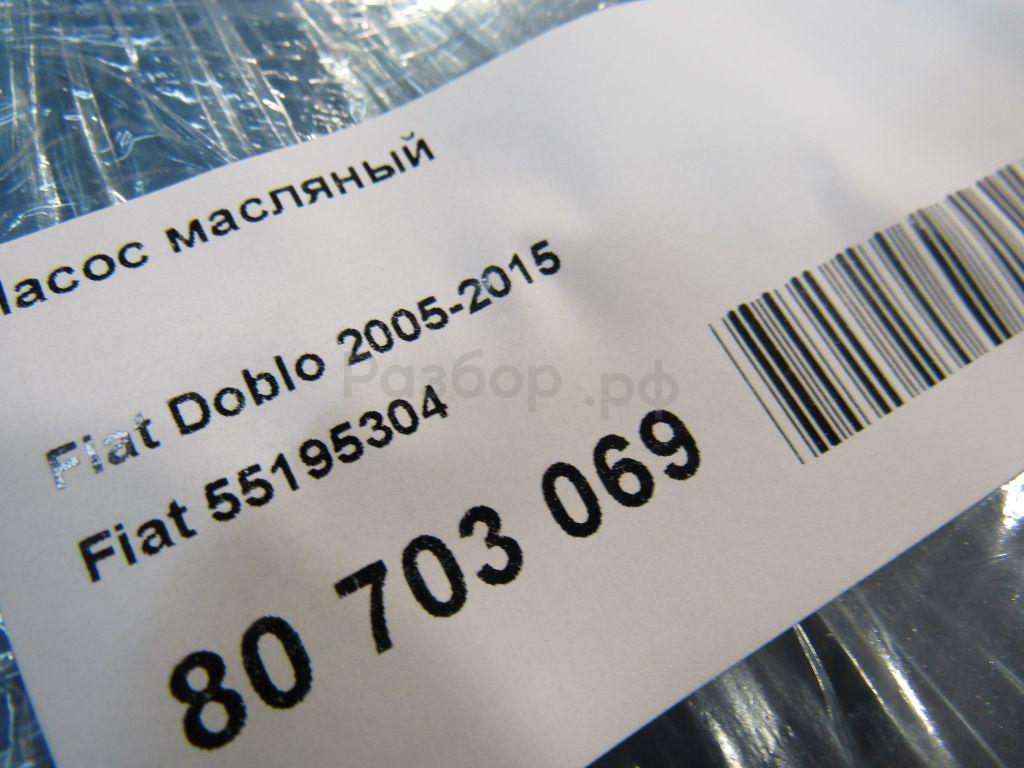 Насос масляный
Fiat Doblo 2005-2015
Fiat 55195304
80 703 069
Разбор.рф